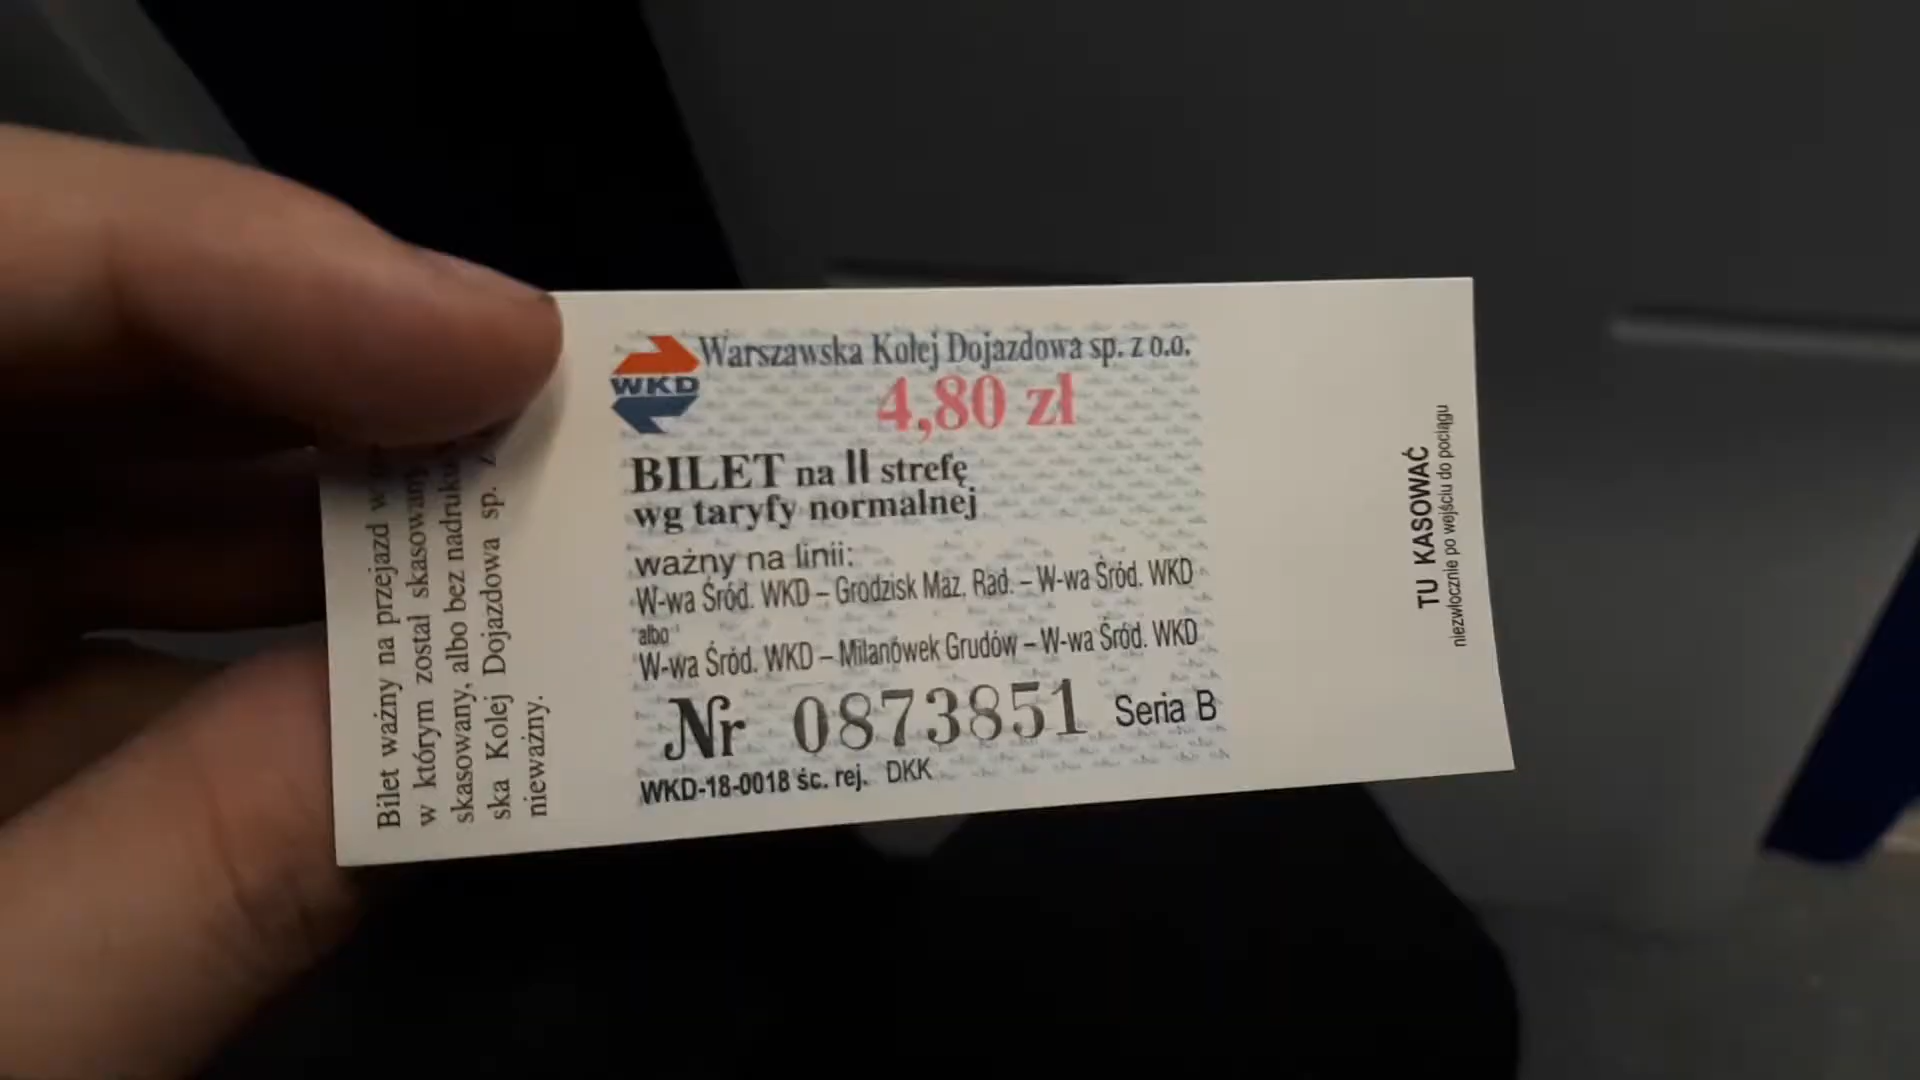 Bilet ważny na przejazd w
w którym został skasowany
skasowany, albo bez nadruku
ska Kolej Dojazdowa sp.
nieważny.
WKD
Warszawska Kolej Dojazdowa sp. z o.o.
4,80 zł
BILET na II strefę
wg taryfy normalnej
ważny na linii:
W-wa Śród. WKD – Grodzisk Maz. Rad. – W-wa Śród. WKD
albo
W-wa Śród. WKD – Milanówek Grudów – W-wa Śród. WKD
Nr 0873851 Seria B
WKD-18-0018 śc. rej. DKK
TU KASOWAĆ
niezwłocznie po wejściu do pociągu